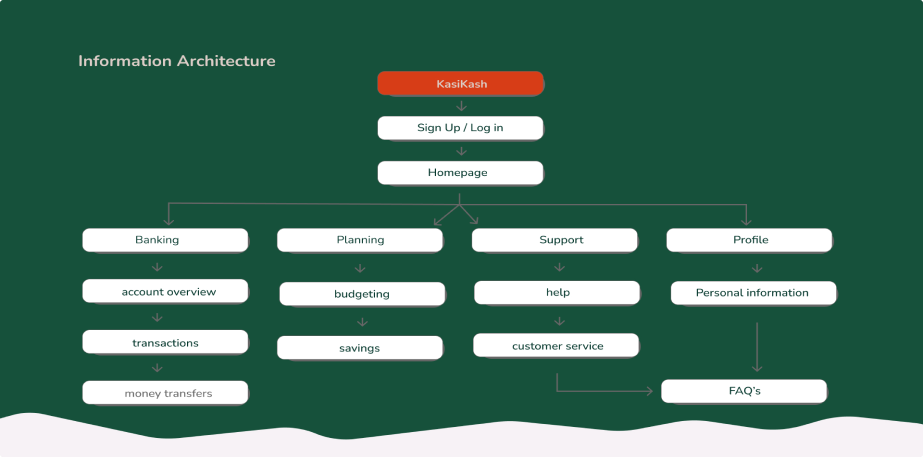 Information Architecture
KasiKash
Sign Up / Log in
Homepage
Banking
Planning
Support
Profile
account overview
budgeting
help
Personal information
transactions
savings
customer service
money transfers
FAQ's